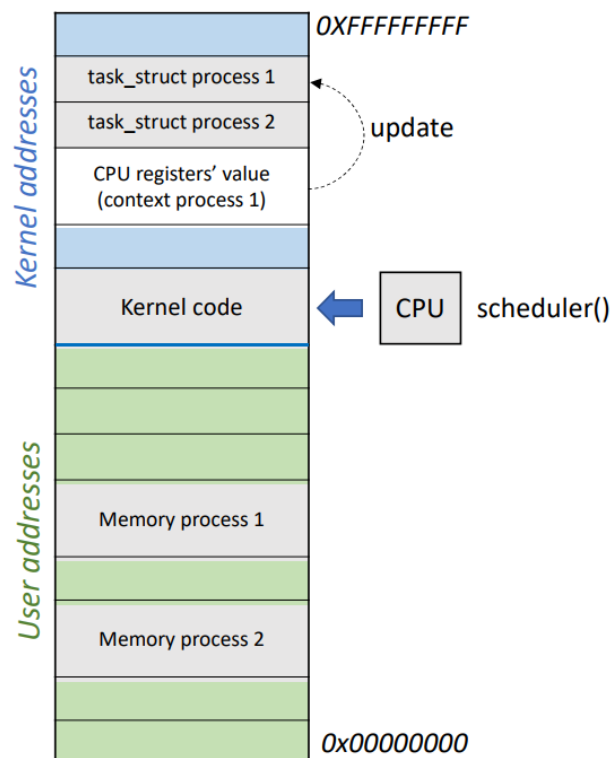 0XFFFFFFFFF
task_struct process 1
task_struct process 2
update
CPU registers’ value
(context process 1)
Kernel addresses
Kernel code
CPU
scheduler()
User addresses
Memory process 1
Memory process 2
0x00000000